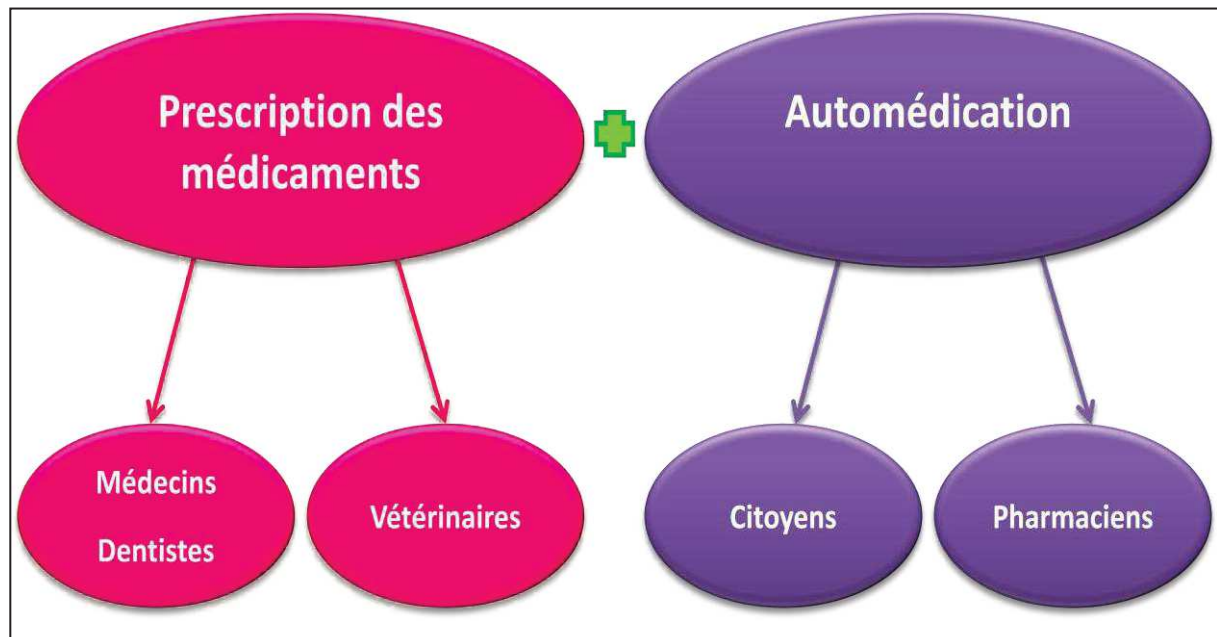 Prescription des
médicaments
Automédication
Médecins
Dentistes
Vétérinaires
Citoyens
Pharmaciens